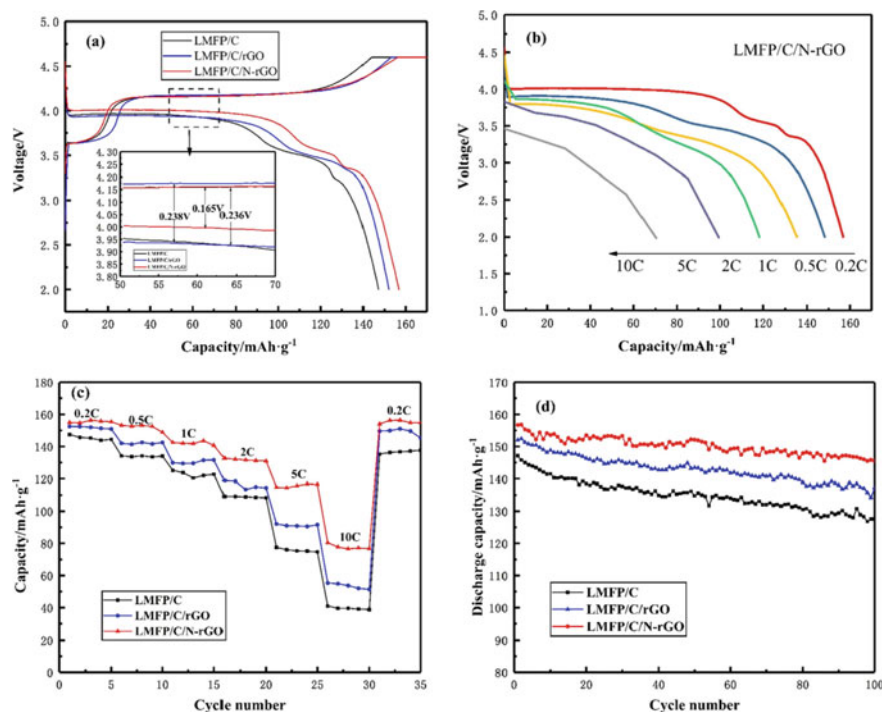 (a)
LMFP/C
LMFP/C/rGO
LMFP/C/N-rGO
Voltage/V
5.0
4.5
4.0
3.5
3.0
2.5
2.0
4.30
4.25
4.20
4.15
4.10
4.05
4.00
3.95
3.90
3.85
3.80
0.238V
0.165V
0.236V
LMFP/C
LMFP/C/rGO
LMFP/C/N-rGO
50 55 60 65 70
0 20 40 60 80 100 120 140 160
Capacity/mAh·g⁻¹
(b)
LMFP/C/N-rGO
Voltage/V
5.0
4.5
4.0
3.5
3.0
2.5
2.0
1.5
1.0
10C 5C 2C 1C 0.5C 0.2C
0 20 40 60 80 100 120 140 160
Capacity/mAh·g⁻¹
(c)
Capacity/mAh·g⁻¹
180
160
140
120
100
80
60
40
20
0
0.2C
0.5C
1C
2C
5C
10C
0.2C
LMFP/C
LMFP/C/rGO
LMFP/C/N-rGO
0 5 10 15 20 25 30 35
Cycle number
(d)
Discharge capacity/mAh·g⁻¹
170
160
150
140
130
120
110
100
90
80
70
LMFP/C
LMFP/C/rGO
LMFP/C/N-rGO
0 20 40 60 80 100
Cycle number